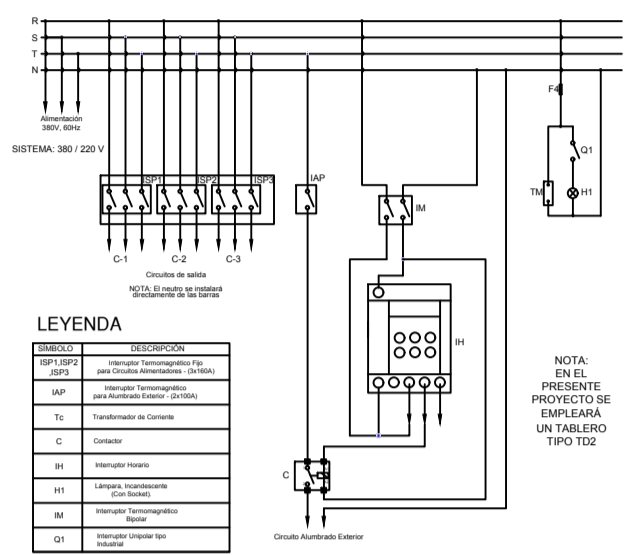 R
S
T
N
Alimentación
380V, 60Hz
SISTEMA: 380 / 220 V
ISP1
ISP2
ISP3
IAP
IM
F4
Q1
TM
H1
C-1
C-2
C-3
Circuitos de salida
NOTA: El neutro se instalará
directamente de las barras
IH
C
Circuito Alumbrado Exterior
NOTA:
EN EL
PRESENTE
PROYECTO SE
EMPLEARÁ
UN TABLERO
TIPO TD2
LEYENDA
SÍMBOLO DESCRIPCIÓN
ISP1,ISP2
,ISP3
Interruptor Termomagnético Fijo
para Circuitos Alimentadores - (3x160A)
IAP
Interruptor Termomagnético
para Alumbrado Exterior - (2x100A)
Tc Transformador de Corriente
C Contactor
IH Interruptor Horario
H1
Lámpara, Incandescente
(Con Socket).
IM
Interruptor Termomagnético
Bipolar
Q1
Interruptor Unipolar tipo
Industrial